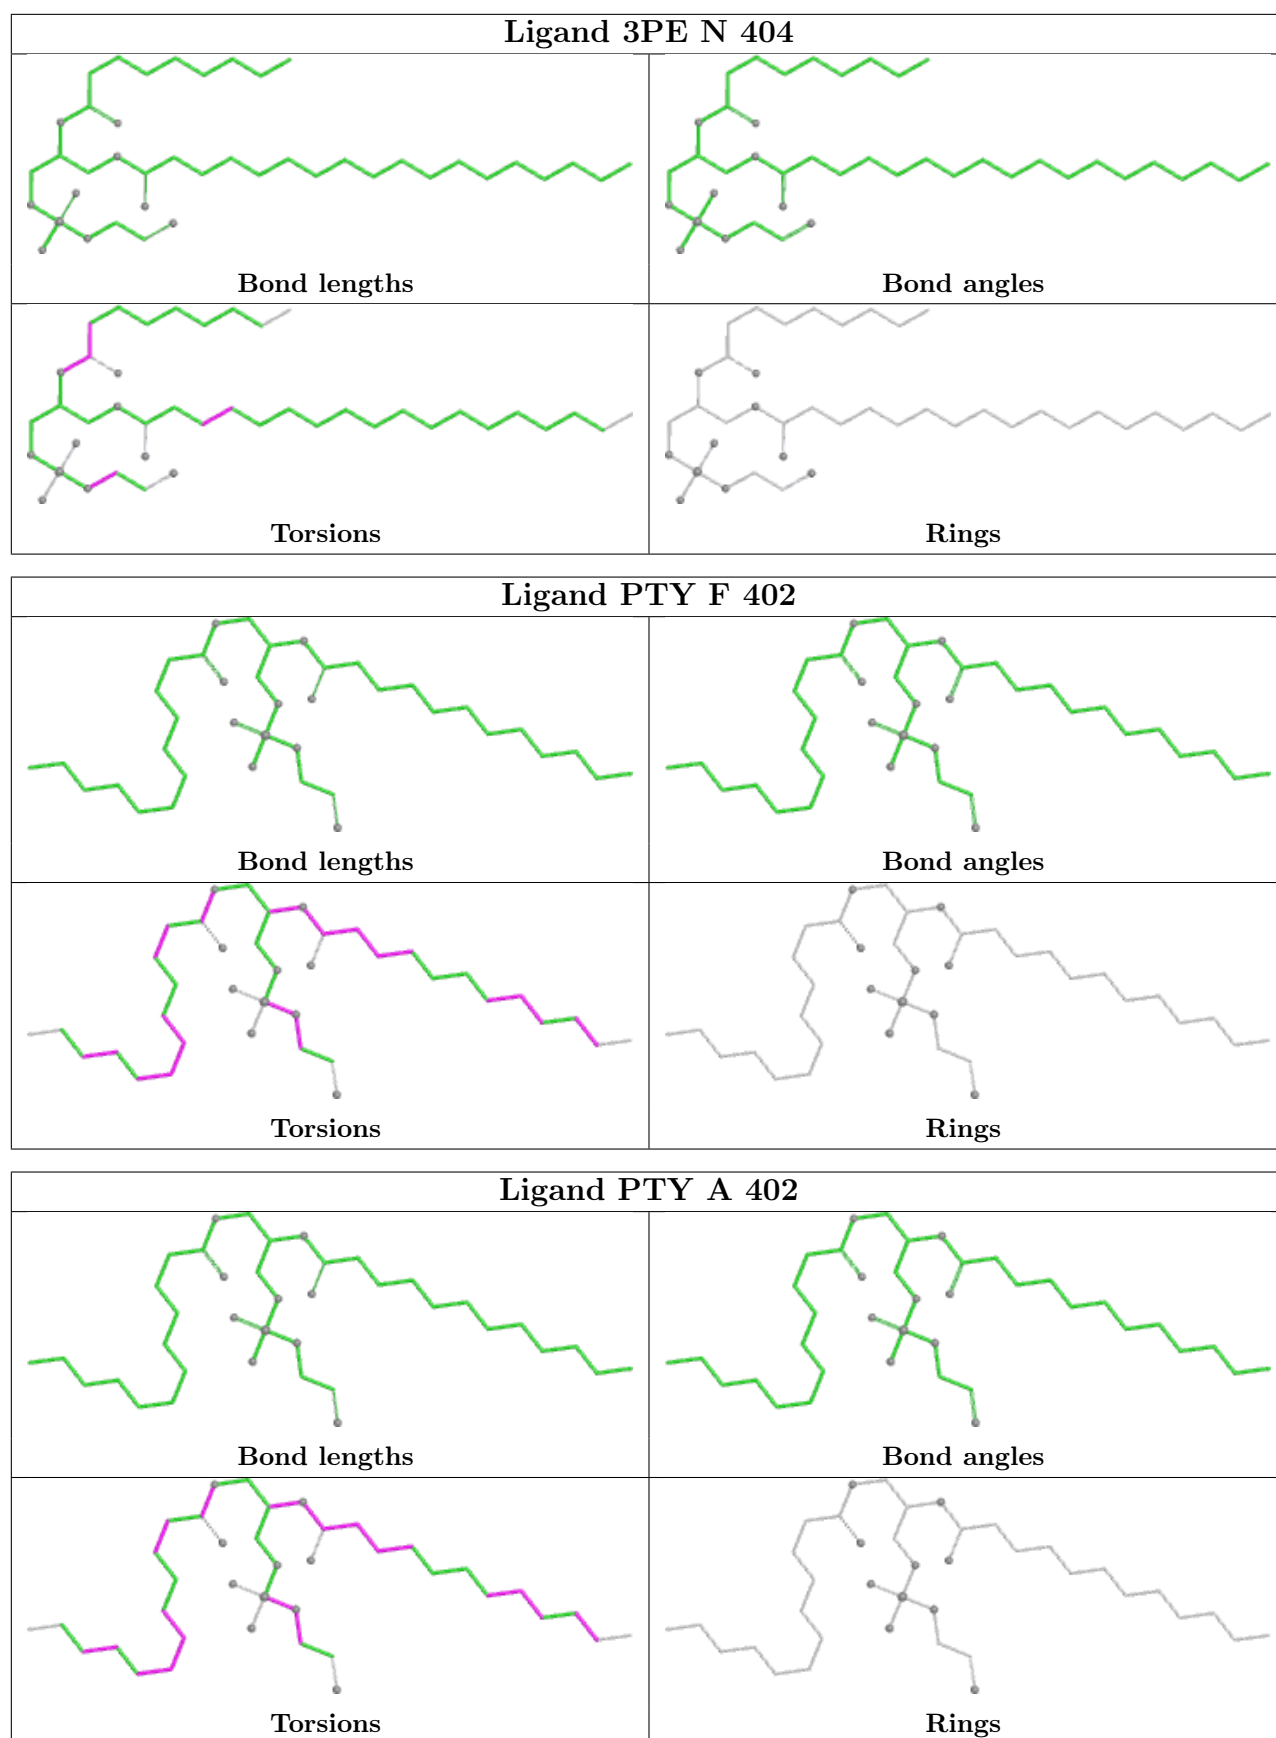 Ligand 3PE N 404
Bond lengths
Bond angles
Torsions
Rings
Ligand PTY F 402
Bond lengths
Bond angles
Torsions
Rings
Ligand PTY A 402
Bond lengths
Bond angles
Torsions
Rings